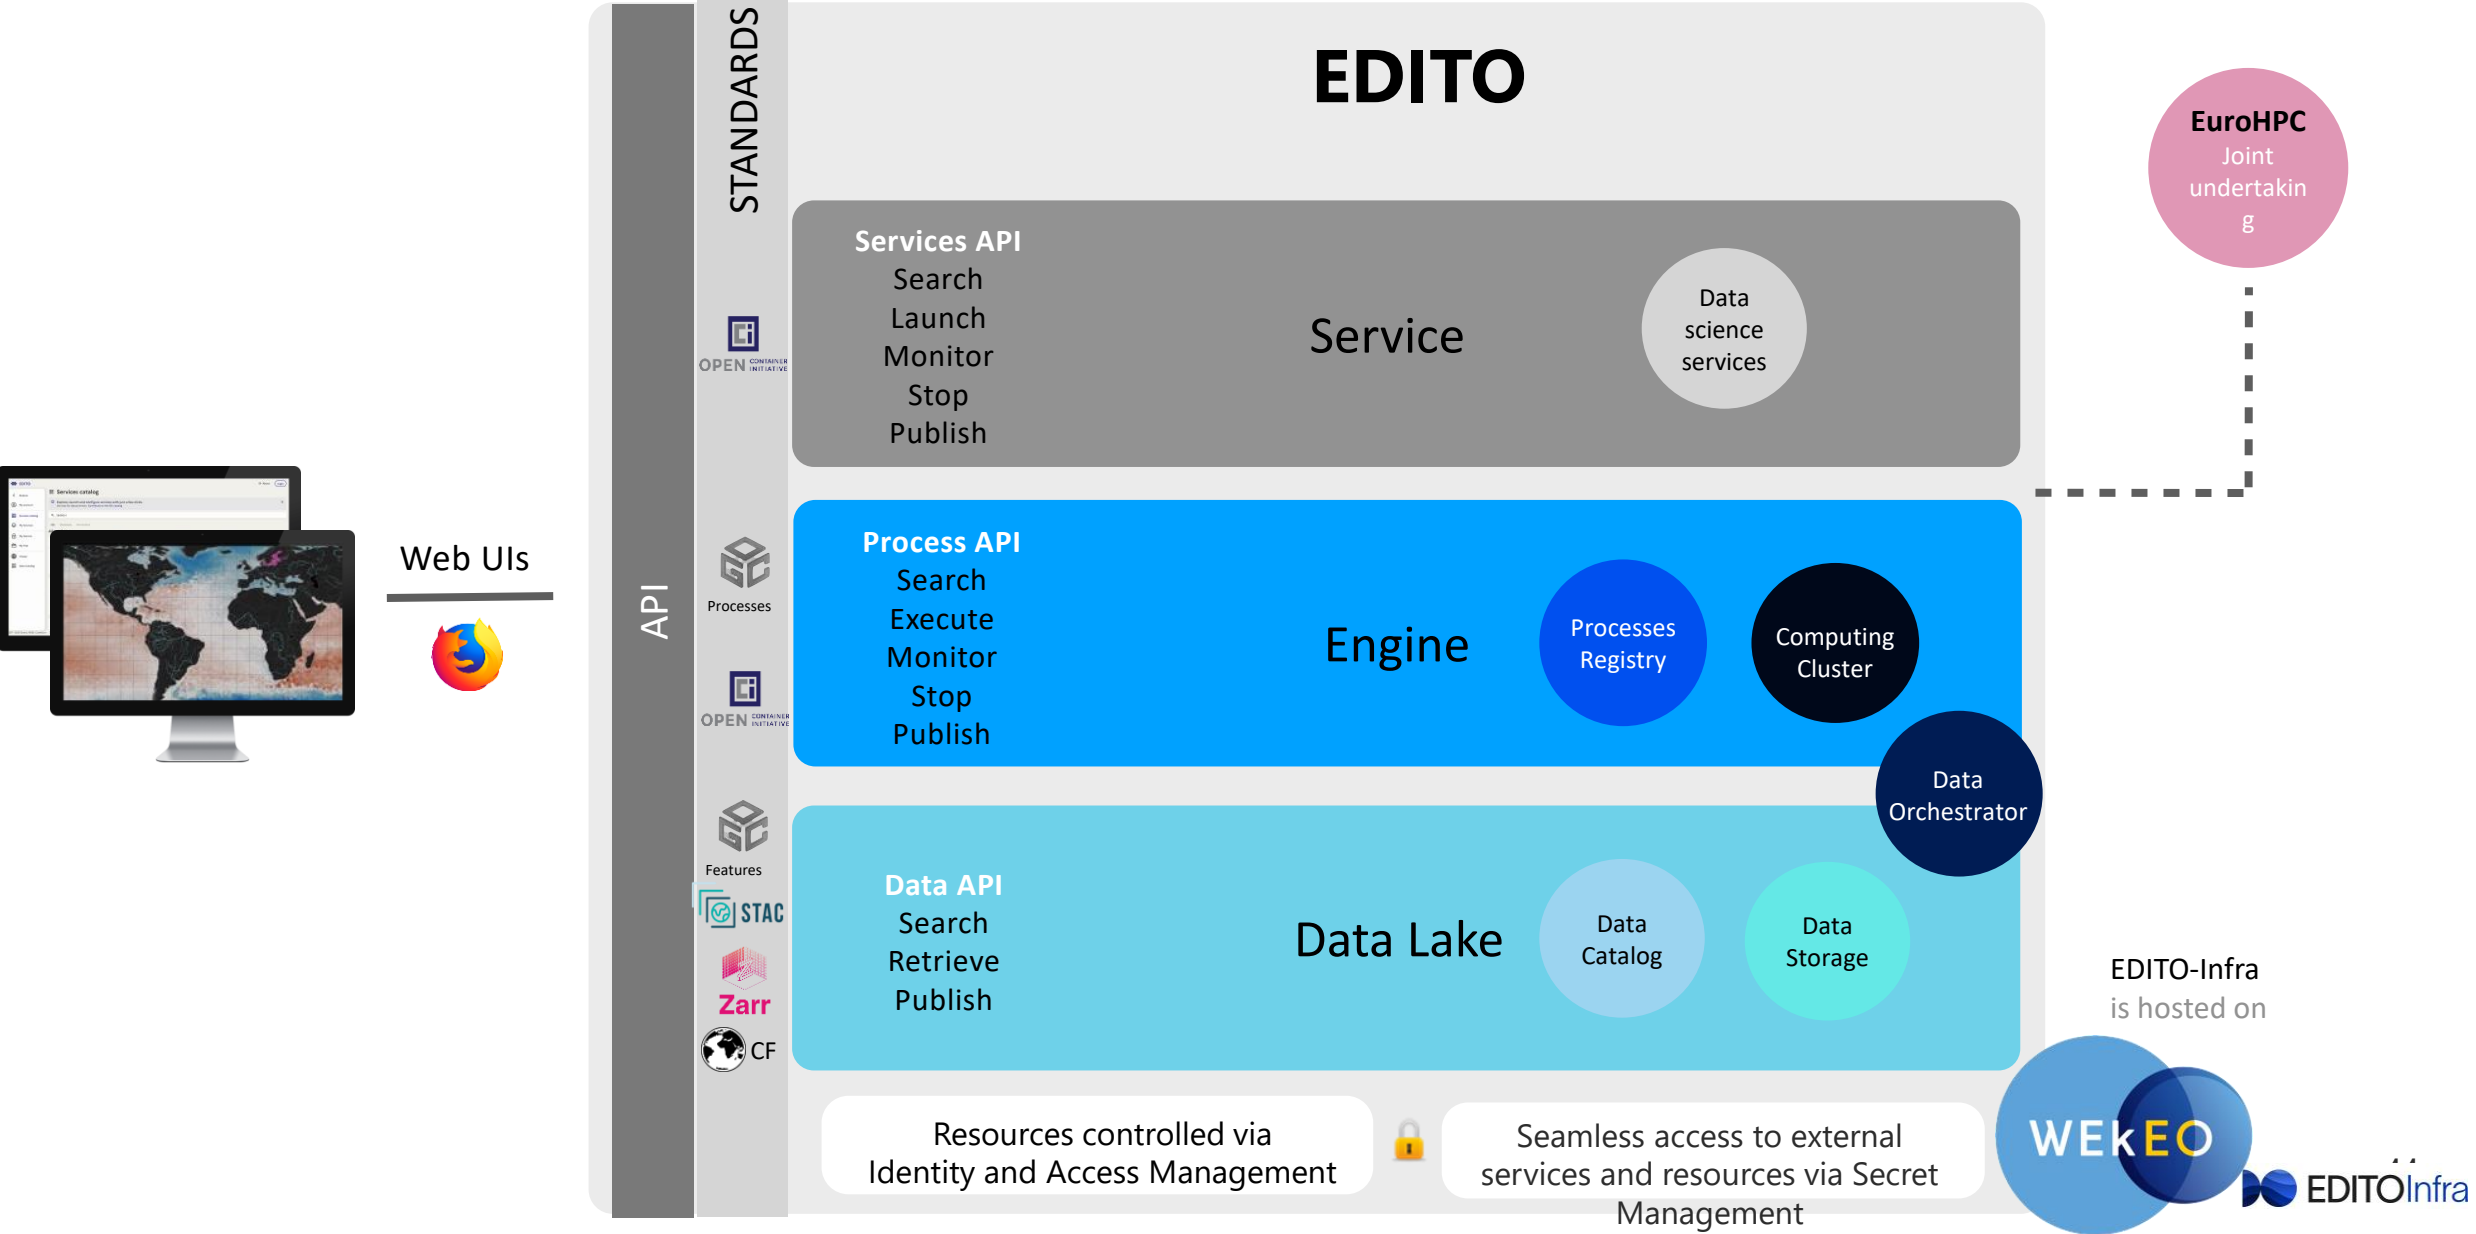 STANDARDS
EDITO
EuroHPC
Joint
undertakin
g
Services API
Search
Launch
Monitor
Stop
Publish
Service
Data
science
services
OPEN CONTAINER
INITIATIVE
Services catalog
Web UIs
API
Process API
Search
Execute
Monitor
Stop
Publish
Engine
Processes
Registry
Computing
Cluster
OGC
Processes
OPEN CONTAINER
INITIATIVE
Data
Orchestrator
OGC
Features
STAC
Zarr
CF
Data API
Search
Retrieve
Publish
Data Lake
Data
Catalog
Data
Storage
EDITO-Infra
is hosted on
WEkEO
EDITOInfra
Resources controlled via
Identity and Access Management
Seamless access to external
services and resources via Secret
Management